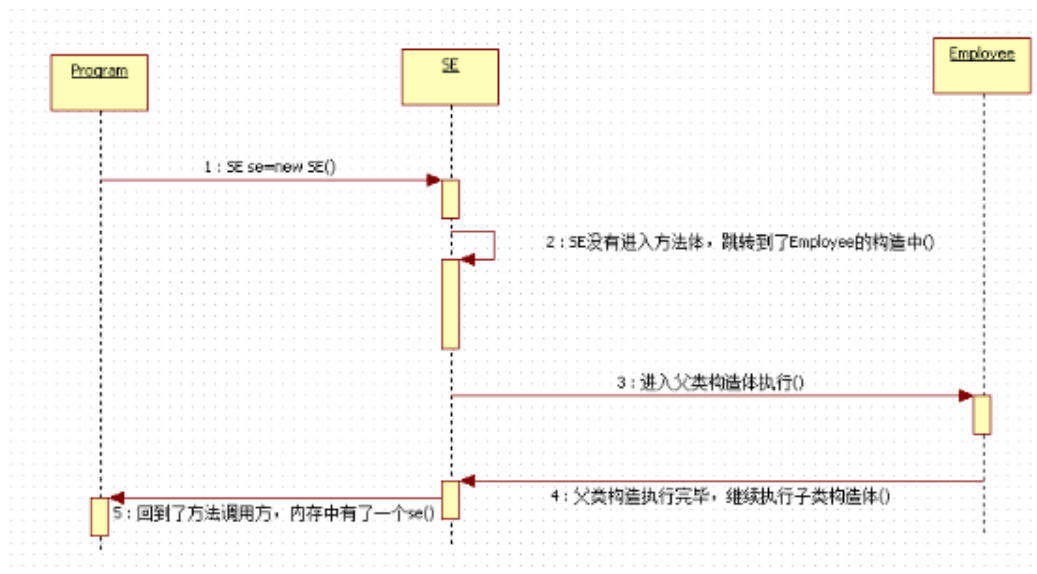 Program
SE
Employee
1 : SE se=new SE()
2 : SE没有进入方法体，跳转到了Employee的构造中()
3 : 进入父类构造体执行()
4 : 父类构造执行完毕，继续执行子类构造体()
5 : 回到了方法调用方，内存中有了一个se()